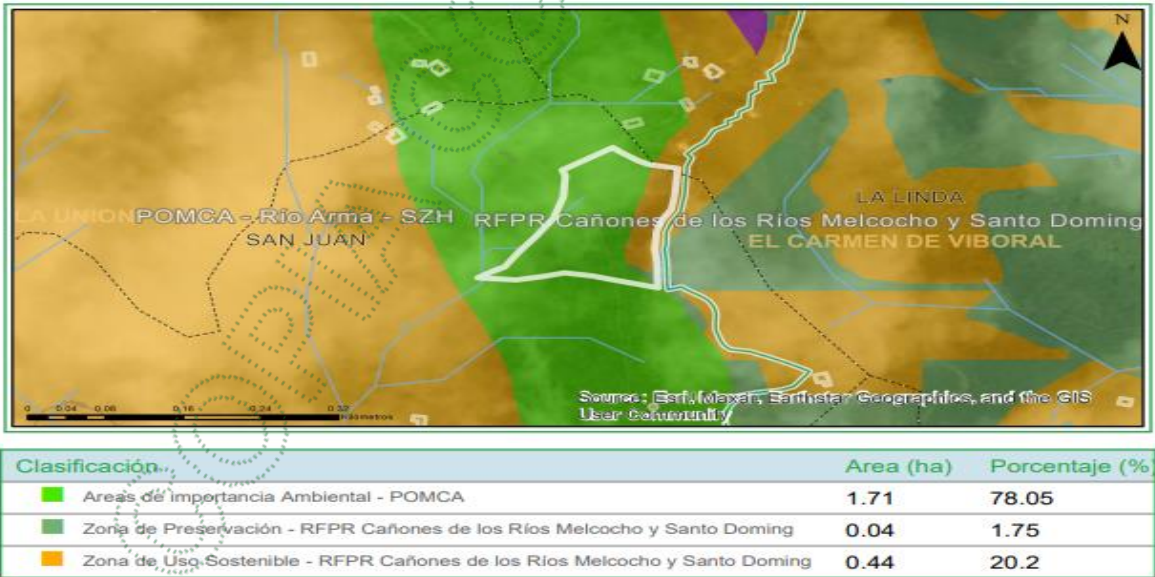 N
LA LINDA
LA UNION POMCA - Río Arma - SZH RFPR Cañones de los Ríos Melcocho y Santo Doming
SAN JUAN EL CARMEN DE VIBORAL
0 0.04 0.08 0.16 0.24 0.32
Kilómetros
Source: Esri, Maxar, Earthstar Geographics, and the GIS
User Community
Clasificación Area (ha) Porcentaje (%)
Areas de importancia Ambiental - POMCA 1.71 78.05
Zona de Preservación - RFPR Cañones de los Ríos Melcocho y Santo Doming 0.04 1.75
Zona de Uso Sostenible - RFPR Cañones de los Ríos Melcocho y Santo Doming 0.44 20.2